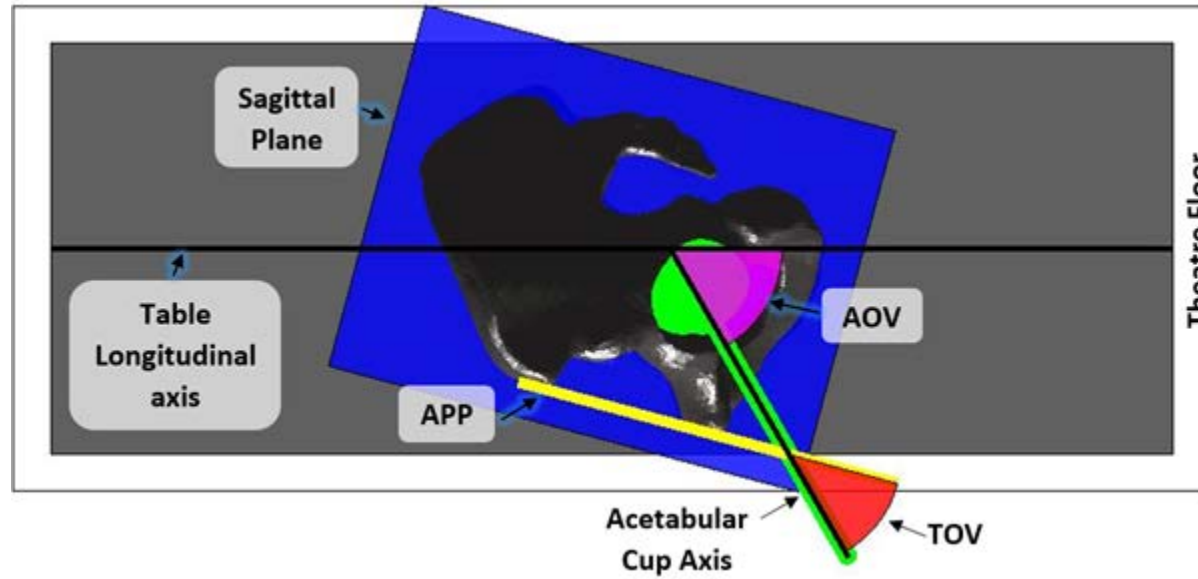 Sagittal
Plane
Theatre Floor
Table
Longitudinal
axis
AOV
APP
Acetabular
Cup Axis
TOV